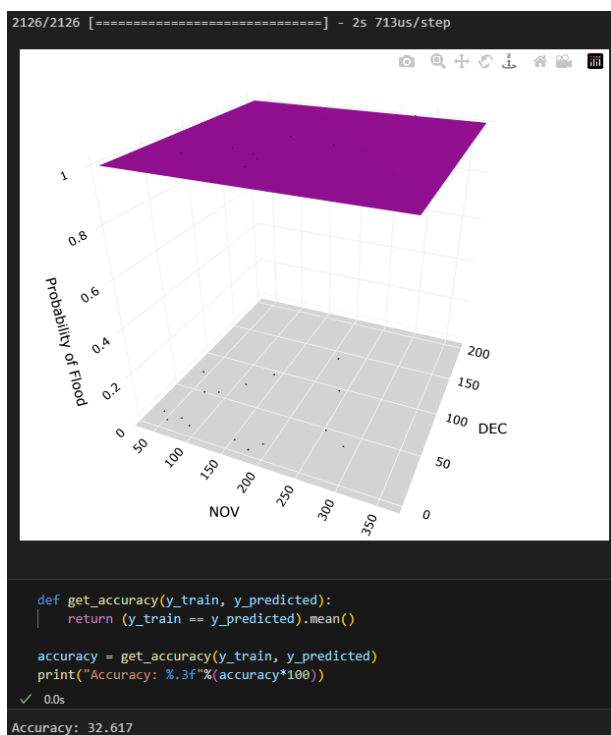 2126/2126 [==============================] - 2s 713us/step
1
0.8
0.6
0.4
0.2
0
Probability of Flood
50
100
150
200
250
300
350
NOV
200
150
100
50
0
DEC
def get_accuracy(y_train, y_predicted):
    return (y_train == y_predicted).mean()
accuracy = get_accuracy(y_train, y_predicted)
print("Accuracy: %.3f"%(accuracy*100))
✓ 0.0s
Accuracy: 32.617